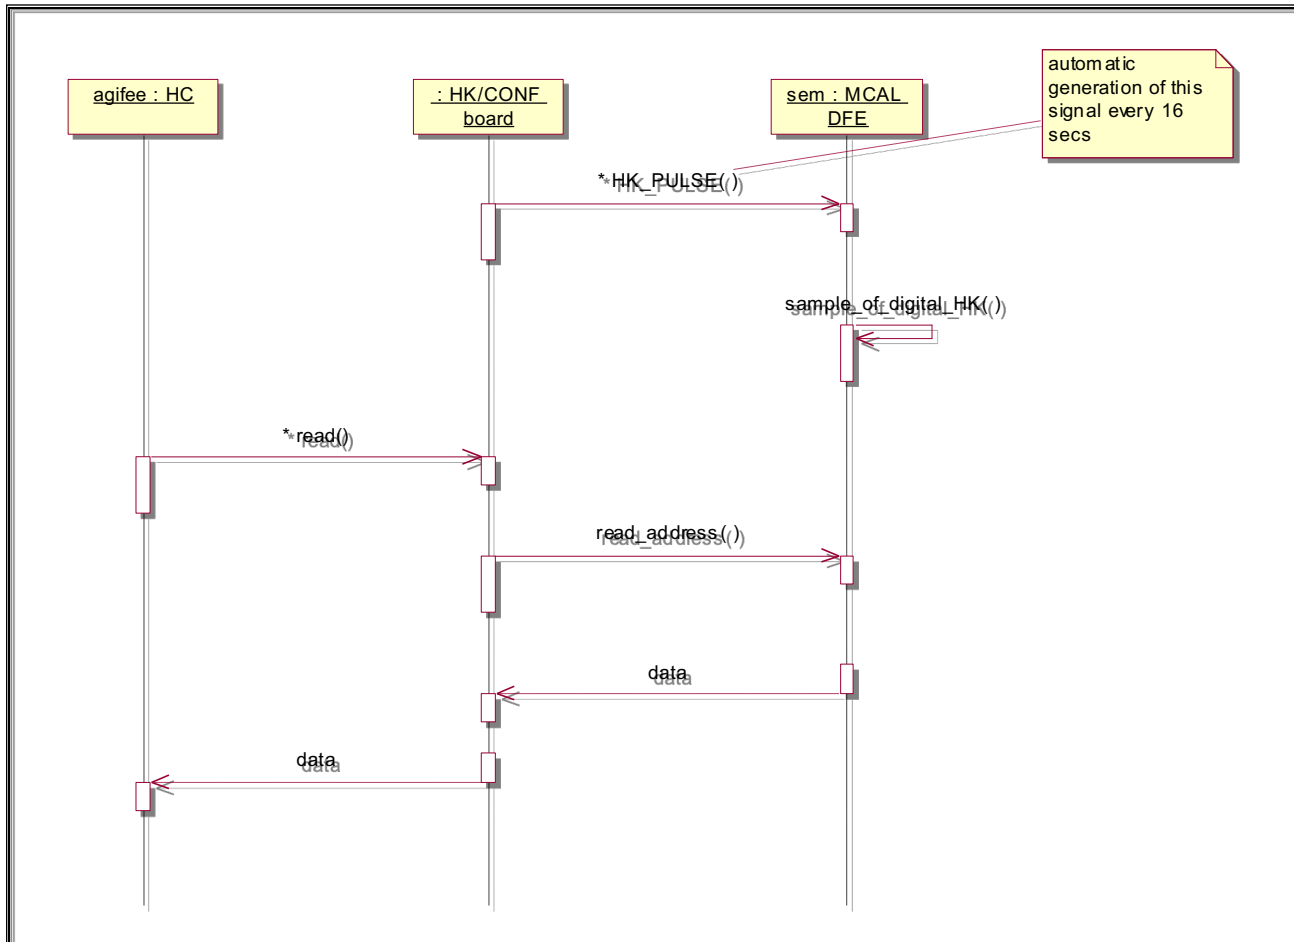 agifee : HC
: HK/CONF
board
sem : MCAL
DFE
automatic
generation of this
signal every 16
secs
* HK_PULSE()
sample_of_digital_HK()
* read()
read_address()
data
data